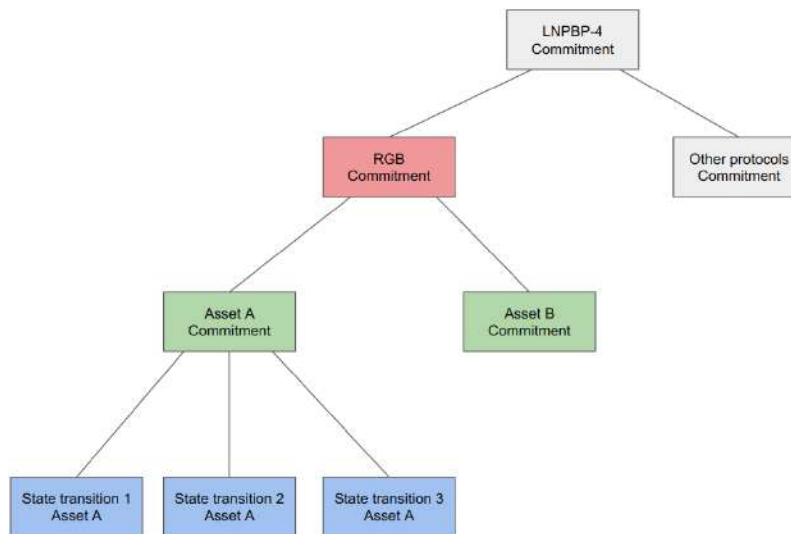 LNPBP-4
Commitment
RGB
Commitment
Other protocols
Commitment
Asset A
Commitment
Asset B
Commitment
State transition 1
Asset A
State transition 2
Asset A
State transition 3
Asset A